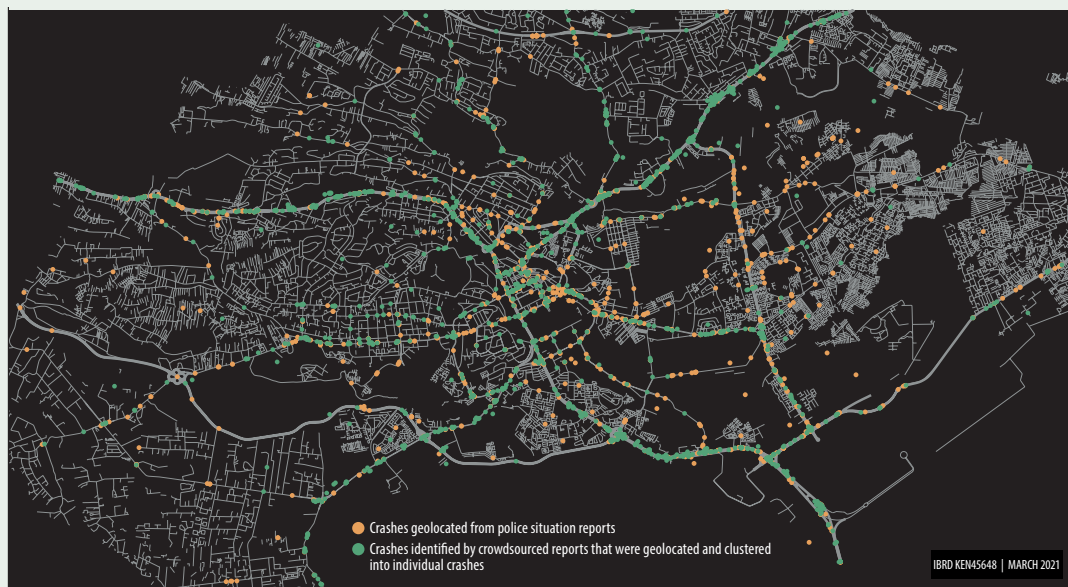 Crashes geolocated from police situation reports
Crashes identified by crowdsourced reports that were geolocated and clustered
into individual crashes
IBRD KEN45648 | MARCH 2021